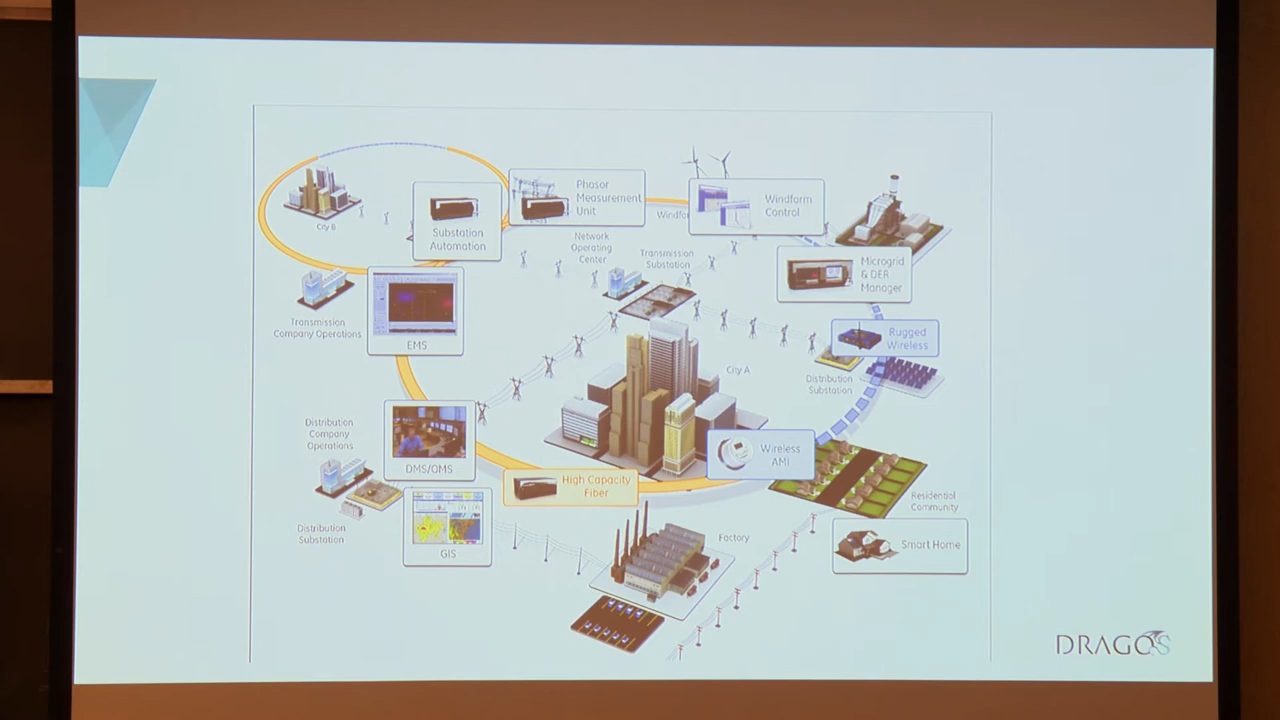 City B
Substation
Automation
Phasor
Measurement
Unit
Windform
Control
Network
Operating
Center
Transmission
Substation
Microgrid
& DER
Manager
Transmission
Company Operations
EMS
Rugged
Wireless
City A
Distribution
Substation
Distribution
Company
Operations
DMS/OMS
High Capacity
Fiber
Wireless
AMI
Residential
Community
Distribution
Substation
GIS
Factory
Smart Home
DRAGOS